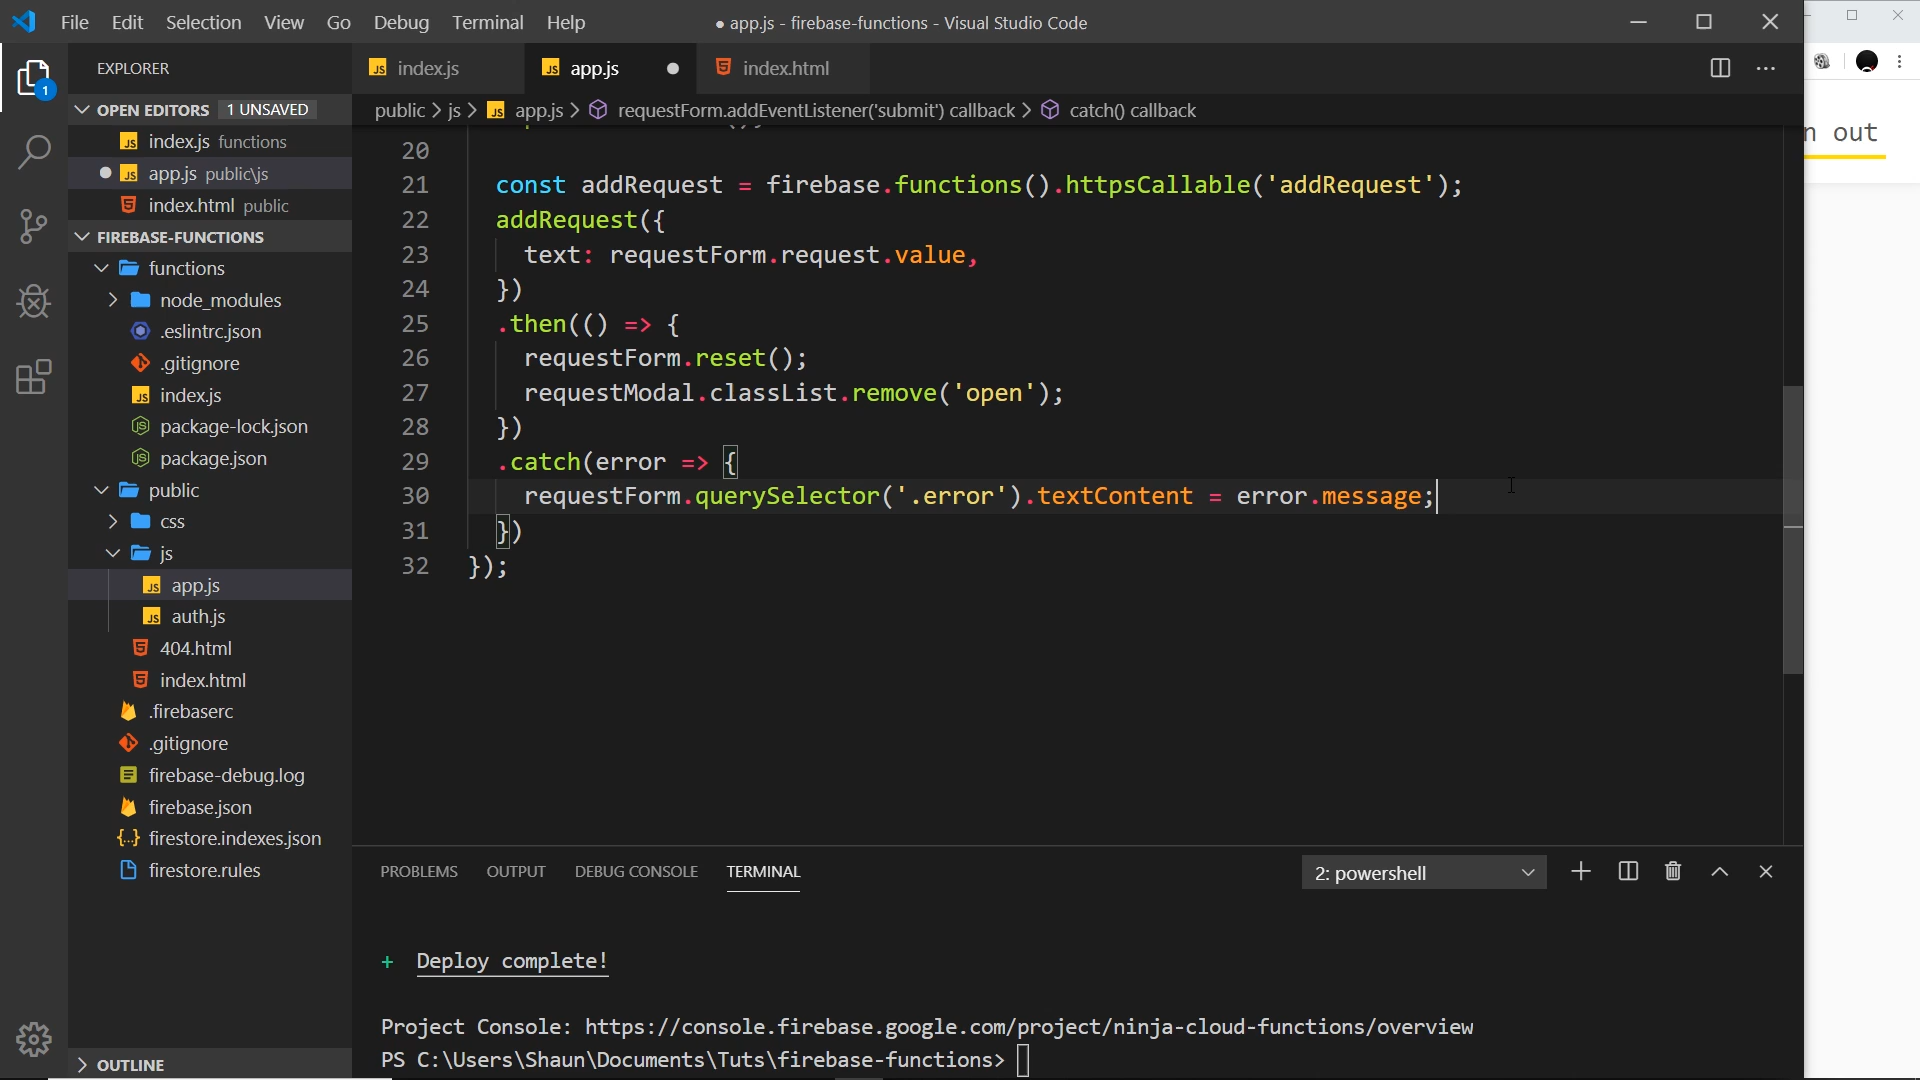 File Edit Selection View Go Debug Terminal Help
● app.js - firebase-functions - Visual Studio Code
EXPLORER
OPEN EDITORS 1 UNSAVED
index.js functions
app.js public\js
index.html public
FIREBASE-FUNCTIONS
functions
node_modules
.eslintrc.json
.gitignore
index.js
package-lock.json
package.json
public
css
js
app.js
auth.js
404.html
index.html
.firebaserc
.gitignore
firebase-debug.log
firebase.json
firestore.indexes.json
firestore.rules
OUTLINE
1
index.js app.js index.html
public > js > app.js > requestForm.addEventListener('submit') callback > catch() callback
20
21 const addRequest = firebase.functions().httpsCallable('addRequest');
22 addRequest({
23 text: requestForm.request.value,
24 })
25 .then(() => {
26 requestForm.reset();
27 requestModal.classList.remove('open');
28 })
29 .catch(error => {
30 requestForm.querySelector('.error').textContent = error.message;
31 })
32 });
PROBLEMS OUTPUT DEBUG CONSOLE TERMINAL
2: powershell
+ Deploy complete!
Project Console: https://console.firebase.google.com/project/ninja-cloud-functions/overview
PS C:\Users\Shaun\Documents\Tuts\firebase-functions>
n out